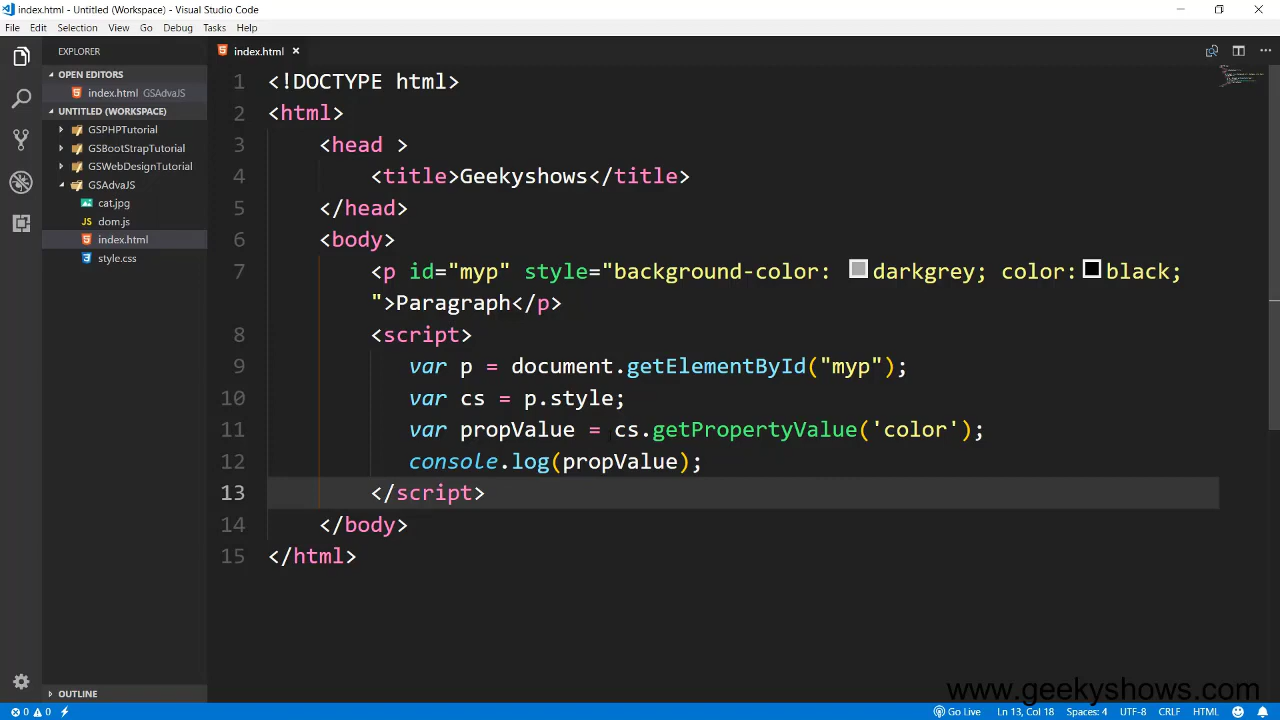 index.html - Untitled (Workspace) - Visual Studio Code
File Edit Selection View Go Debug Tasks Help
EXPLORER
OPEN EDITORS
index.html GSAdvaJS
UNTITLED (WORKSPACE)
GSPHPTutorial
GSBootStrapTutorial
GSWebDesignTutorial
GSAdvaJS
cat.jpg
JS dom.js
index.html
style.css
OUTLINE
index.html
1 <!DOCTYPE html>
2 <html>
3 <head >
4 <title>Geekyshows</title>
5 </head>
6 <body>
7 <p id="myp" style="background-color: darkgrey; color: black;
">Paragraph</p>
8 <script>
9 var p = document.getElementById("myp");
10 var cs = p.style;
11 var propValue = cs.getPropertyValue('color');
12 console.log(propValue);
13 </script>
14 </body>
15 </html>
www.geekyshows.com
0 0 Go Live Ln 13, Col 18 Spaces: 4 UTF-8 CRLF HTML